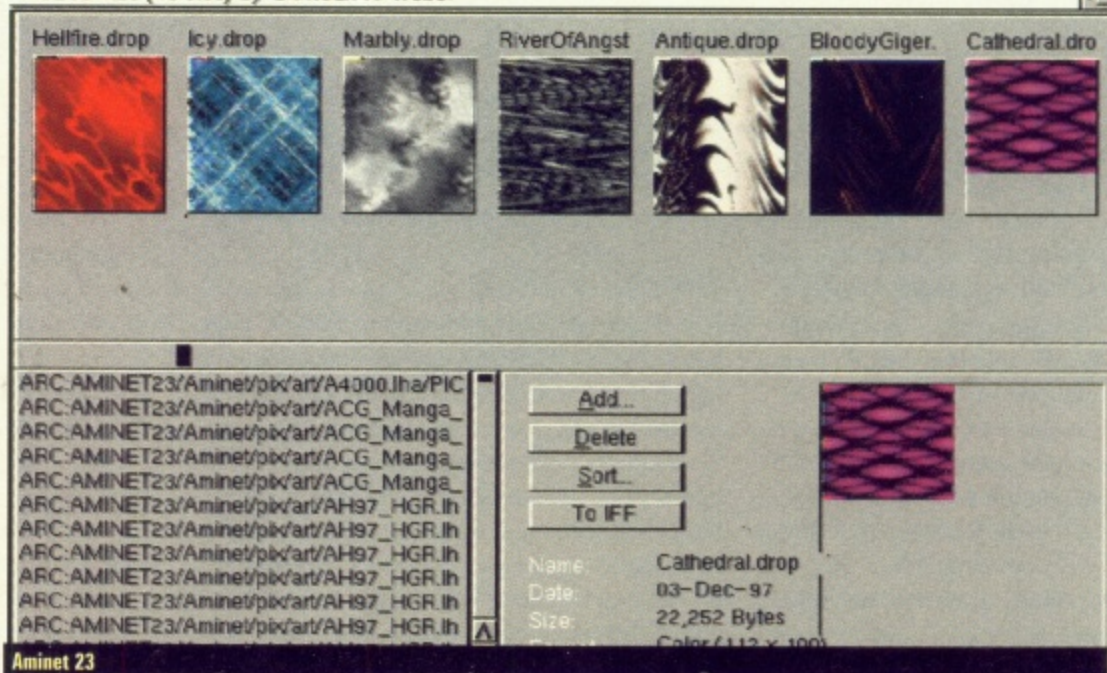 Hellfire.drop
Icy.drop
Marbly.drop
RiverOfAngst
Antique.drop
BloodyGiger.
Cathedral.dro
ARC:AMINET23/Aminet/pix/art/A4000.lha/PIC
ARC:AMINET23/Aminet/pix/art/ACG_Manga_
ARC:AMINET23/Aminet/pix/art/ACG_Manga_
ARC:AMINET23/Aminet/pix/art/ACG_Manga_
ARC:AMINET23/Aminet/pix/art/ACG_Manga_
ARC:AMINET23/Aminet/pix/art/AH97_HGR.lh
ARC:AMINET23/Aminet/pix/art/AH97_HGR.lh
ARC:AMINET23/Aminet/pix/art/AH97_HGR.lh
ARC:AMINET23/Aminet/pix/art/AH97_HGR.lh
ARC:AMINET23/Aminet/pix/art/AH97_HGR.lh
ARC:AMINET23/Aminet/pix/art/AH97_HGR.lh
Add...
Delete
Sort...
To IFF
Name: Cathedral.drop
Date: 03-Dec-97
Size: 22,252 Bytes
Color (112 x 100)
Aminet 23